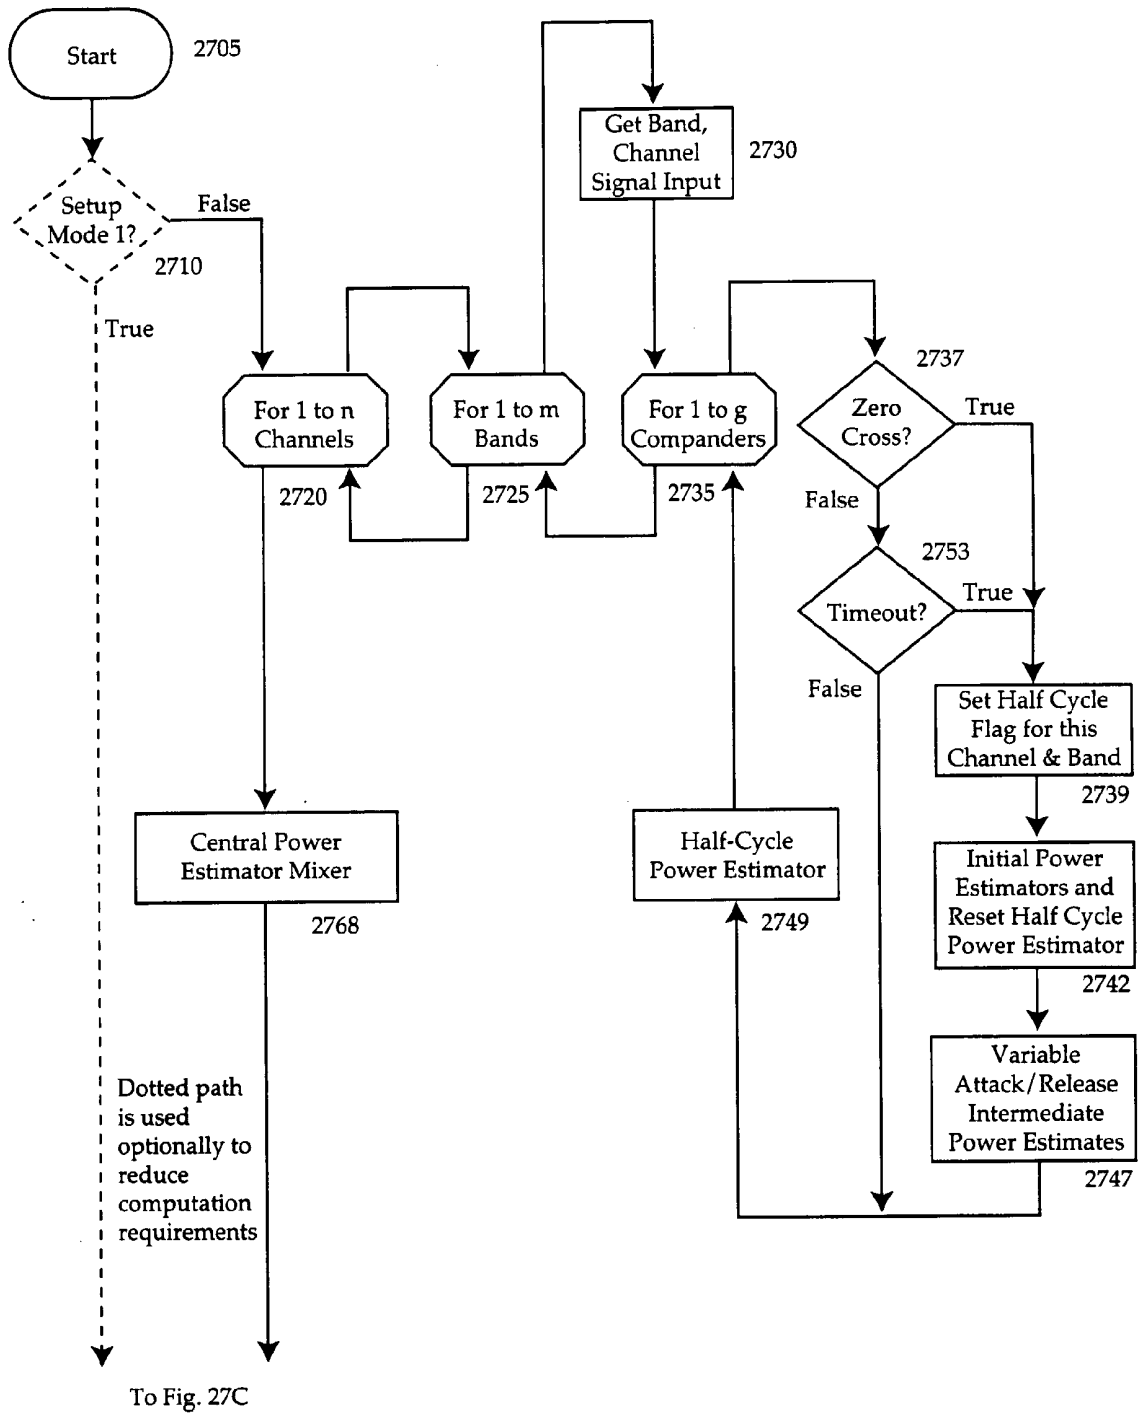 Start
2705
Setup
Mode 1?
False
2710
True
Get Band,
Channel
Signal Input
2730
For 1 to n
Channels
2720
For 1 to m
Bands
2725
For 1 to g
Companders
2735
2737
Zero
Cross?
True
False
2753
Timeout?
True
False
Set Half Cycle
Flag for this
Channel & Band
2739
Initial Power
Estimators and
Reset Half Cycle
Power Estimator
2742
Variable
Attack/Release
Intermediate
Power Estimates
2747
Half-Cycle
Power Estimator
2749
Central Power
Estimator Mixer
2768
Dotted path
is used
optionally to
reduce
computation
requirements
To Fig. 27C